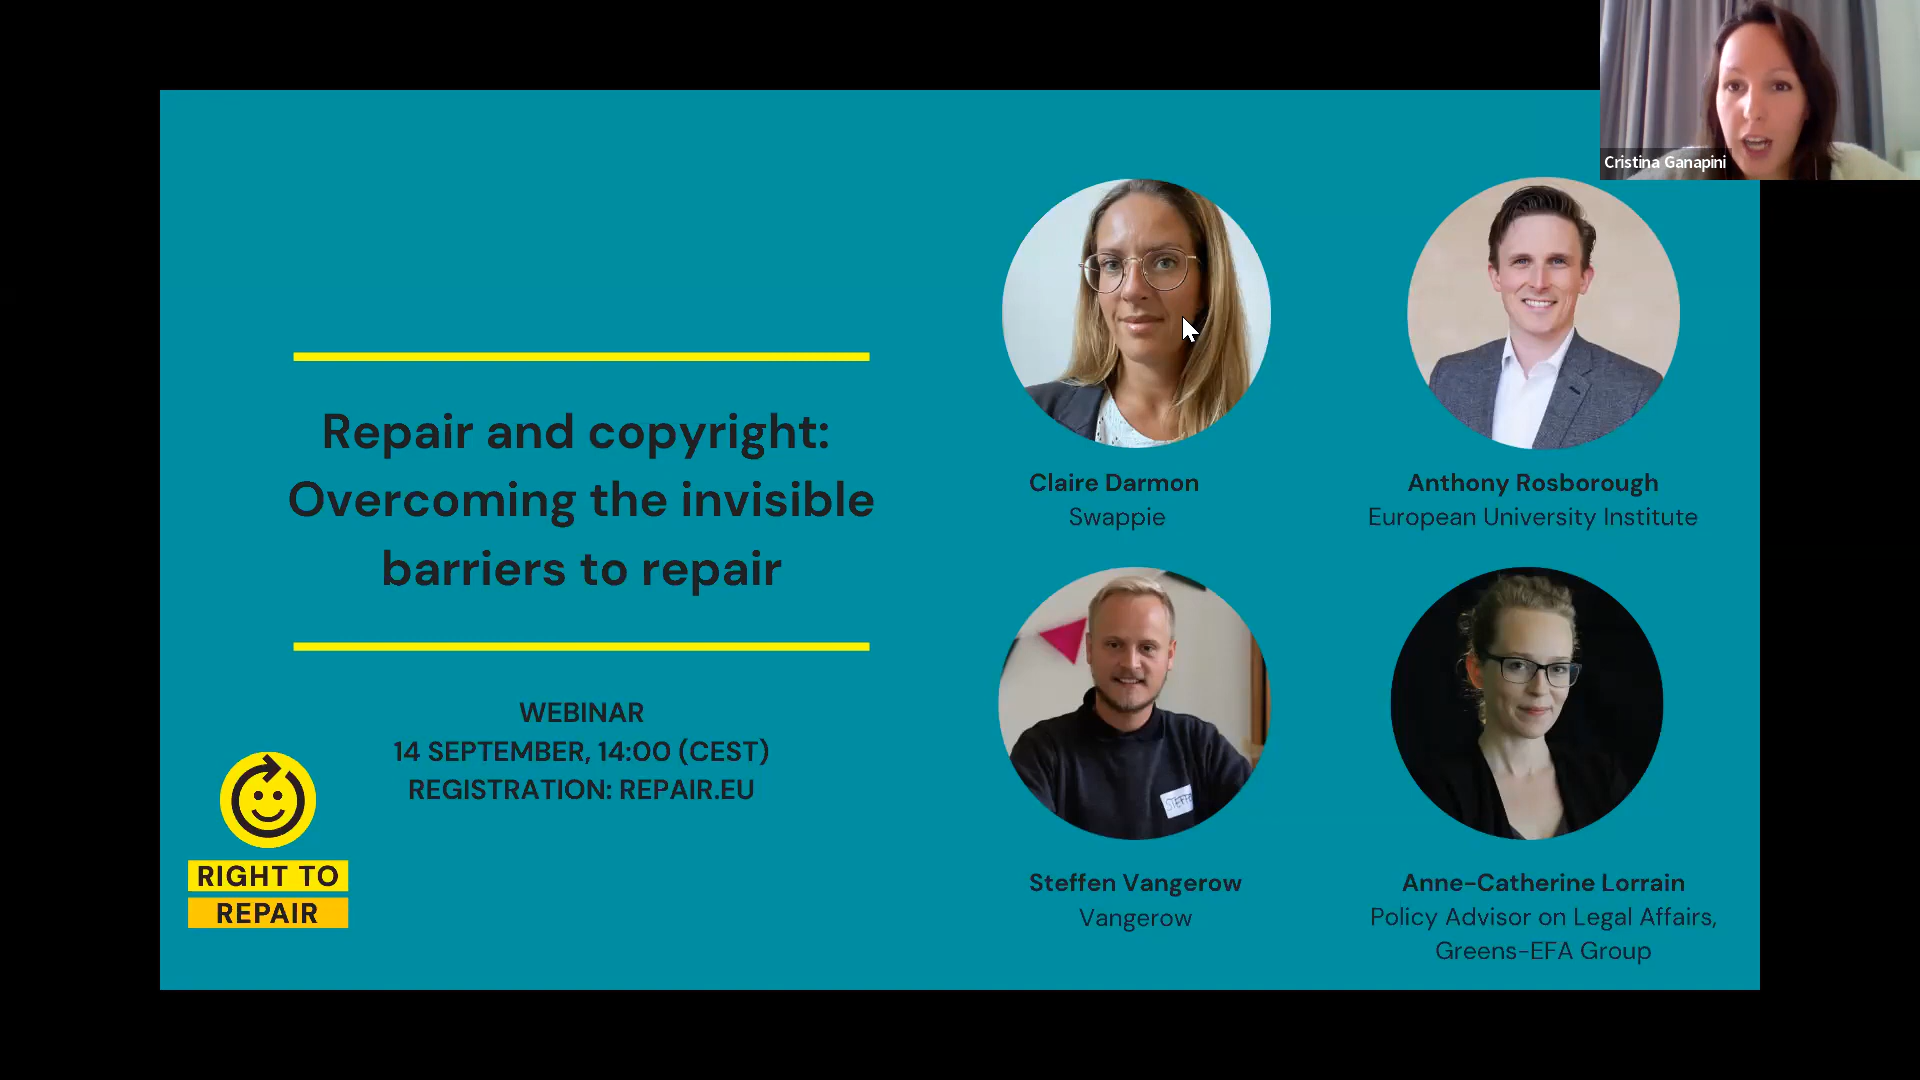 Cristina Ganapini
Repair and copyright:
Overcoming the invisible
barriers to repair
WEBINAR
14 SEPTEMBER, 14:00 (CEST)
REGISTRATION: REPAIR.EU
RIGHT TO
REPAIR
Claire Darmon
Swappie
Anthony Rosborough
European University Institute
STEFFE
Steffen Vangerow
Vangerow
Anne-Catherine Lorrain
Policy Advisor on Legal Affairs,
Greens-EFA Group